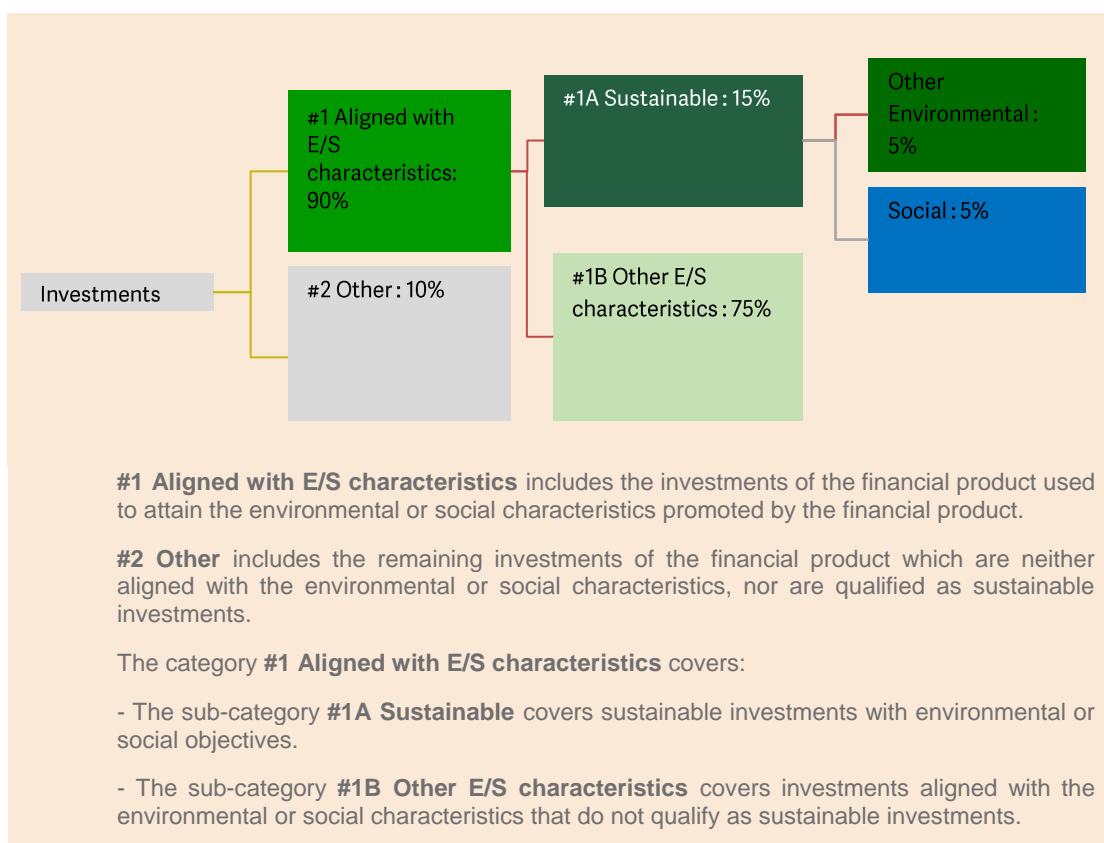 #1 Aligned with
E/S
characteristics:
90%
#1A Sustainable : 15%
Other
Environmental :
5%
Social : 5%
Investments
#2 Other : 10%
#1B Other E/S
characteristics : 75%
#1 Aligned with E/S characteristics includes the investments of the financial product used
to attain the environmental or social characteristics promoted by the financial product.
#2 Other includes the remaining investments of the financial product which are neither
aligned with the environmental or social characteristics, nor are qualified as sustainable
investments.
The category #1 Aligned with E/S characteristics covers:
- The sub-category #1A Sustainable covers sustainable investments with environmental or
social objectives.
- The sub-category #1B Other E/S characteristics covers investments aligned with the
environmental or social characteristics that do not qualify as sustainable investments.